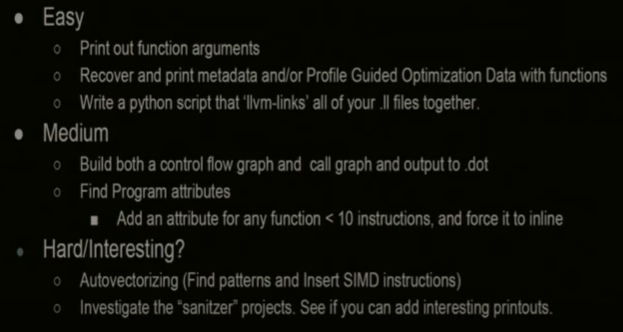 ● Easy
○ Print out function arguments
○ Recover and print metadata and/or Profile Guided Optimization Data with functions
○ Write a python script that 'llvm-links' all of your .ll files together.
● Medium
○ Build both a control flow graph and call graph and output to .dot
○ Find Program attributes
■ Add an attribute for any function < 10 instructions, and force it to inline
● Hard/Interesting?
○ Autovectorizing (Find patterns and Insert SIMD instructions)
○ Investigate the “sanitzer” projects. See if you can add interesting printouts.